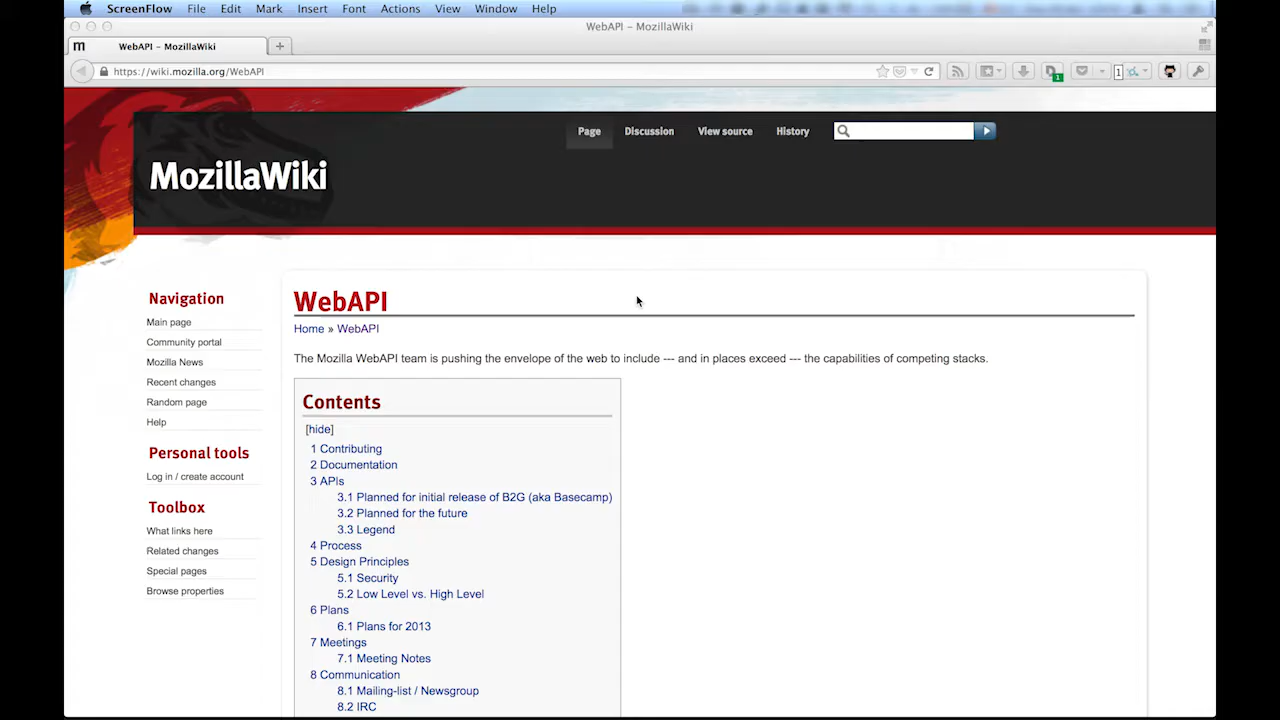 ScreenFlow File Edit Mark Insert Font Actions View Window Help
WebAPI – MozillaWiki
m WebAPI – MozillaWiki +
https://wiki.mozilla.org/WebAPI
1 1
Page Discussion View source History
MozillaWiki
Navigation
Main page
Community portal
Mozilla News
Recent changes
Random page
Help
Personal tools
Log in / create account
Toolbox
What links here
Related changes
Special pages
Browse properties
WebAPI
Home » WebAPI
The Mozilla WebAPI team is pushing the envelope of the web to include --- and in places exceed --- the capabilities of competing stacks.
Contents
[hide]
1 Contributing
2 Documentation
3 APIs
3.1 Planned for initial release of B2G (aka Basecamp)
3.2 Planned for the future
3.3 Legend
4 Process
5 Design Principles
5.1 Security
5.2 Low Level vs. High Level
6 Plans
6.1 Plans for 2013
7 Meetings
7.1 Meeting Notes
8 Communication
8.1 Mailing-list / Newsgroup
8.2 IRC